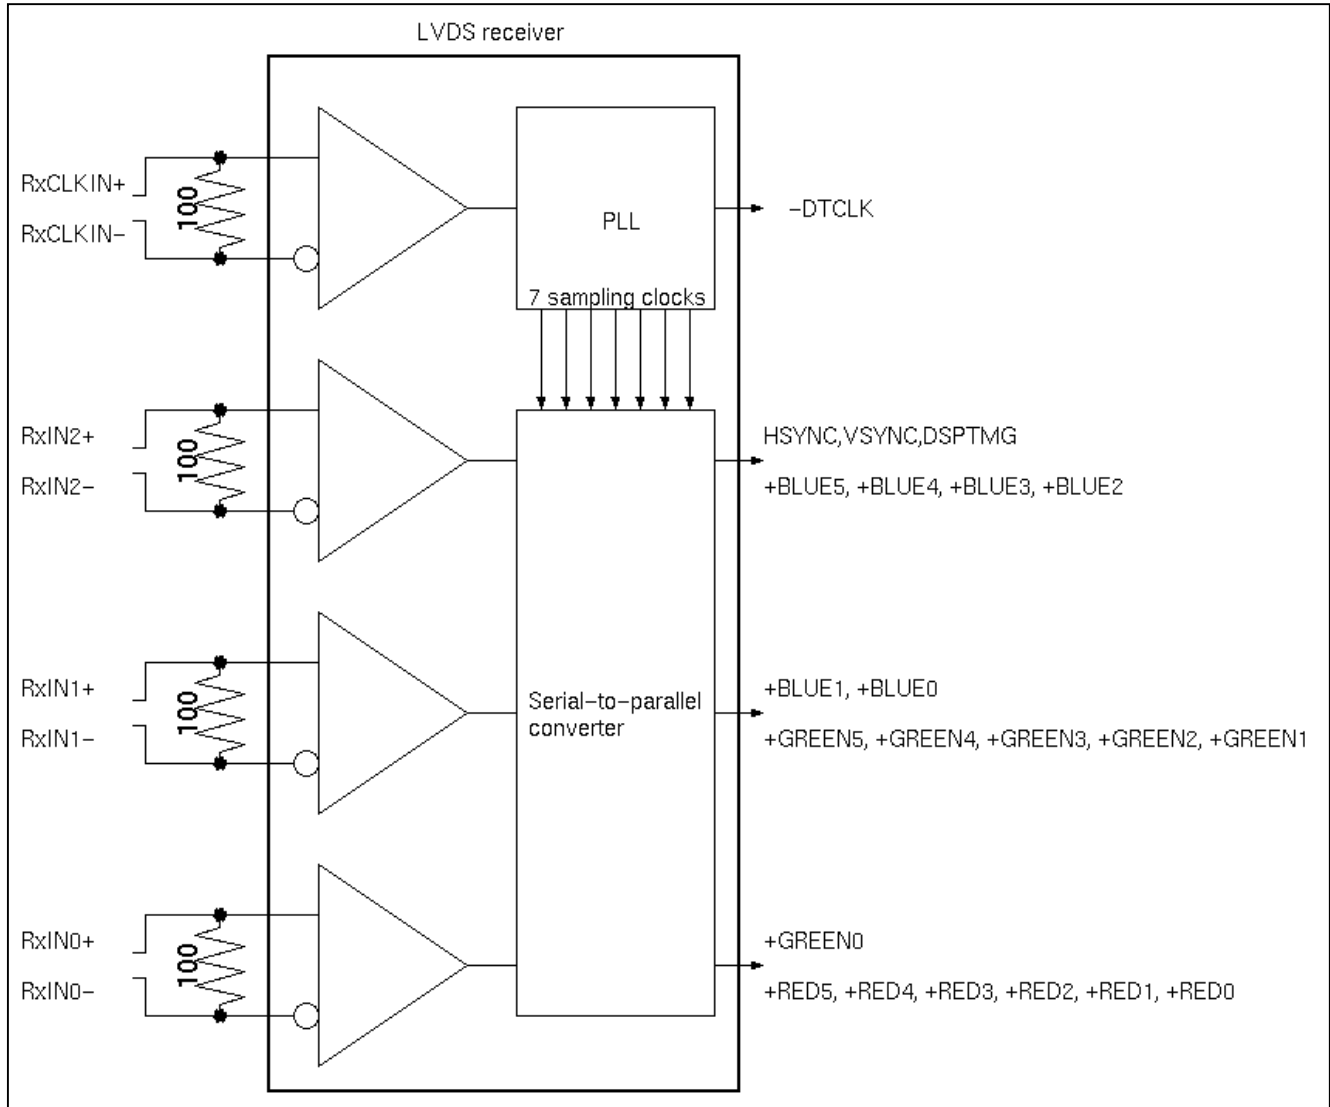 LVDS receiver
RxCLKIN+
100
RxCLKIN-
PLL
-DTCLK
7 sampling clocks
RxIN2+
100
RxIN2-
HSYNC,VSYNC,DSPTMG
+BLUE5, +BLUE4, +BLUE3, +BLUE2
RxIN1+
100
RxIN1-
Serial-to-parallel
converter
+BLUE1, +BLUE0
+GREEN5, +GREEN4, +GREEN3, +GREEN2, +GREEN1
RxIN0+
100
RxIN0-
+GREEN0
+RED5, +RED4, +RED3, +RED2, +RED1, +RED0